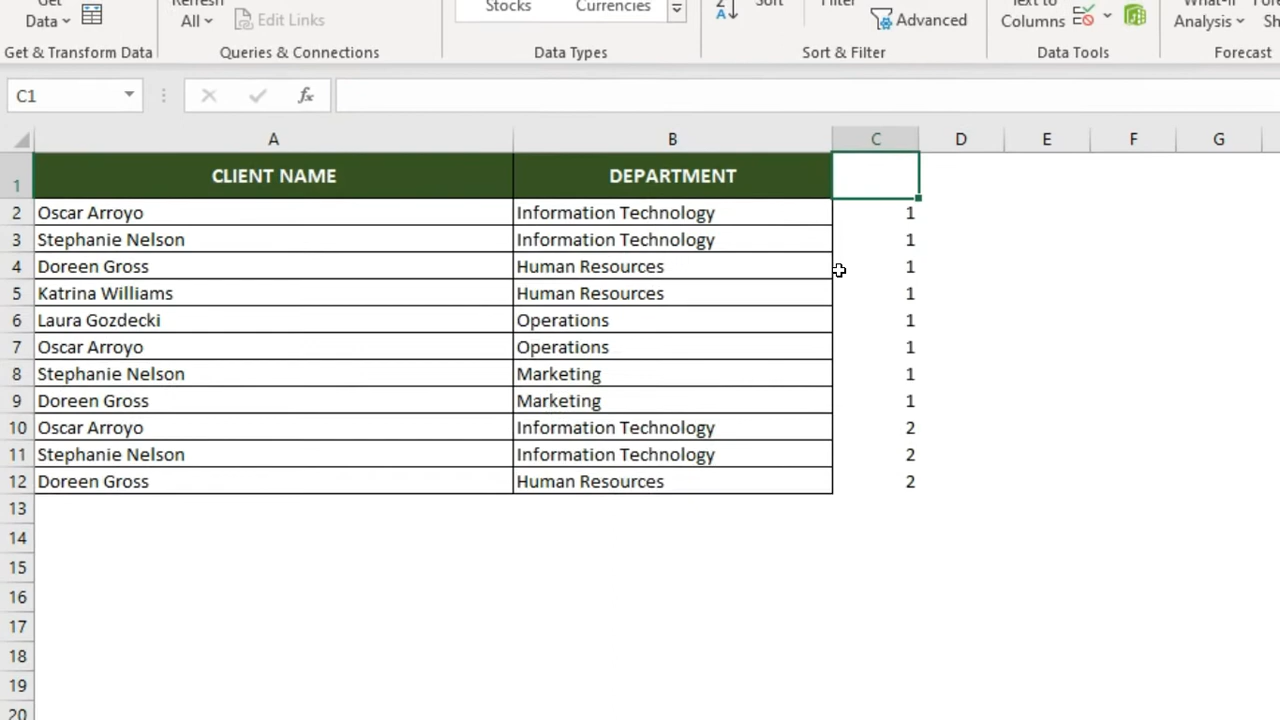 Get Data
Refresh All
Edit Links
Stocks
Currencies
Sort
Filter
Advanced
Text to Columns
What-If Analysis
Get & Transform Data
Queries & Connections
Data Types
Sort & Filter
Data Tools
Forecast
C1
fx
A B C D E F G
1 CLIENT NAME DEPARTMENT
2 Oscar Arroyo Information Technology 1
3 Stephanie Nelson Information Technology 1
4 Doreen Gross Human Resources 1
5 Katrina Williams Human Resources 1
6 Laura Gozdecki Operations 1
7 Oscar Arroyo Operations 1
8 Stephanie Nelson Marketing 1
9 Doreen Gross Marketing 1
10 Oscar Arroyo Information Technology 2
11 Stephanie Nelson Information Technology 2
12 Doreen Gross Human Resources 2
13
14
15
16
17
18
19
20